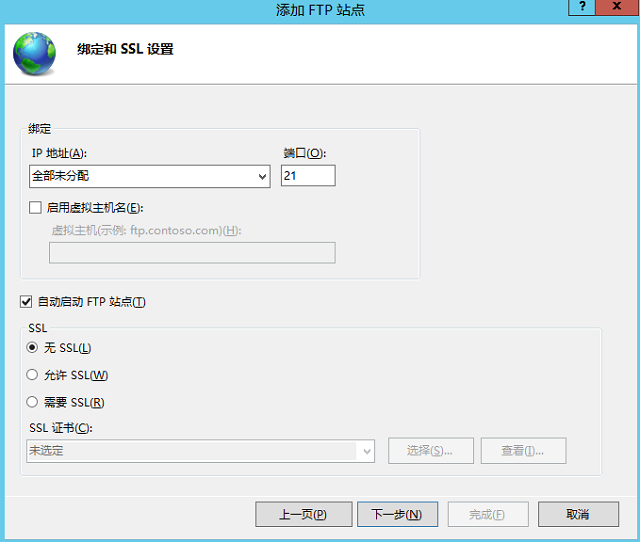 添加 FTP 站点
?
x
绑定和 SSL 设置
绑定
IP 地址(A): 端口(O):
全部未分配 21
启用虚拟主机名(E):
虚拟主机(示例: ftp.contoso.com)(H):
自动启动 FTP 站点(T)
SSL
无 SSL(L)
允许 SSL(W)
需要 SSL(R)
SSL 证书(C):
未选定 选择(S)... 查看(I)...
上一页(P) 下一步(N) 完成(F) 取消